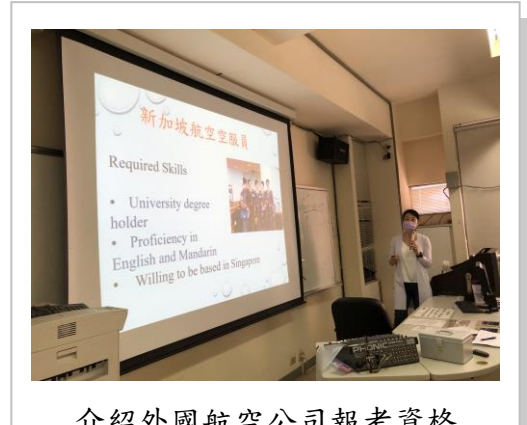 新加坡航空空服員
Required Skills
• University degree
holder
• Proficiency in
English and Mandarin
• Willing to be based in Singapore
PHONIC
介紹外國航空公司報考資格